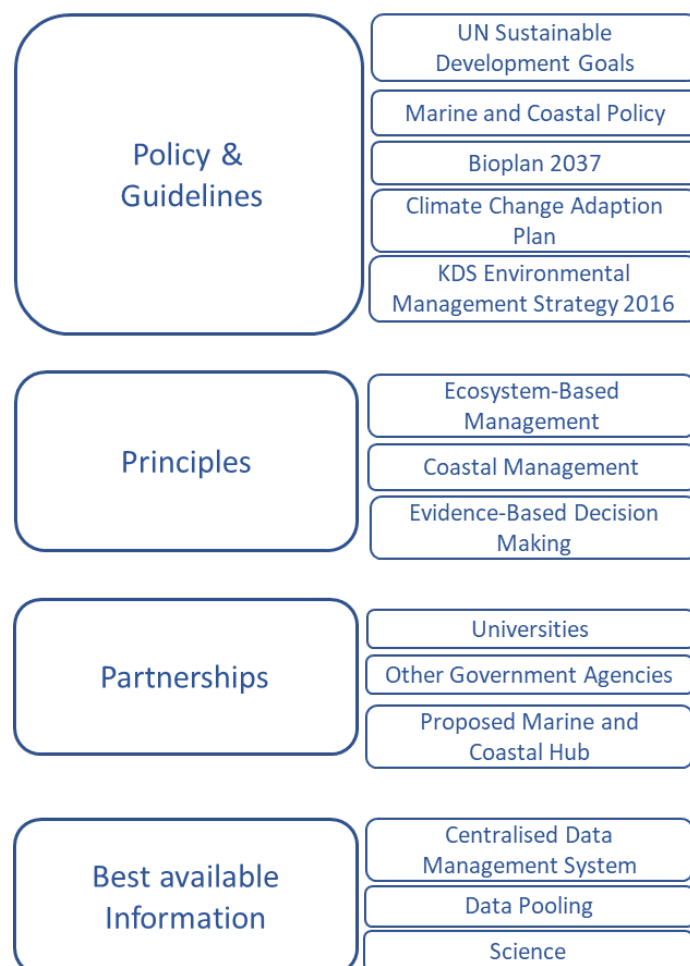 Policy &
Guidelines
UN Sustainable
Development Goals
Marine and Coastal Policy
Bioplan 2037
Climate Change Adaption
Plan
KDS Environmental
Management Strategy 2016
Principles
Ecosystem-Based
Management
Coastal Management
Evidence-Based Decision
Making
Partnerships
Universities
Other Government Agencies
Proposed Marine and
Coastal Hub
Best available
Information
Centralised Data
Management System
Data Pooling
Science